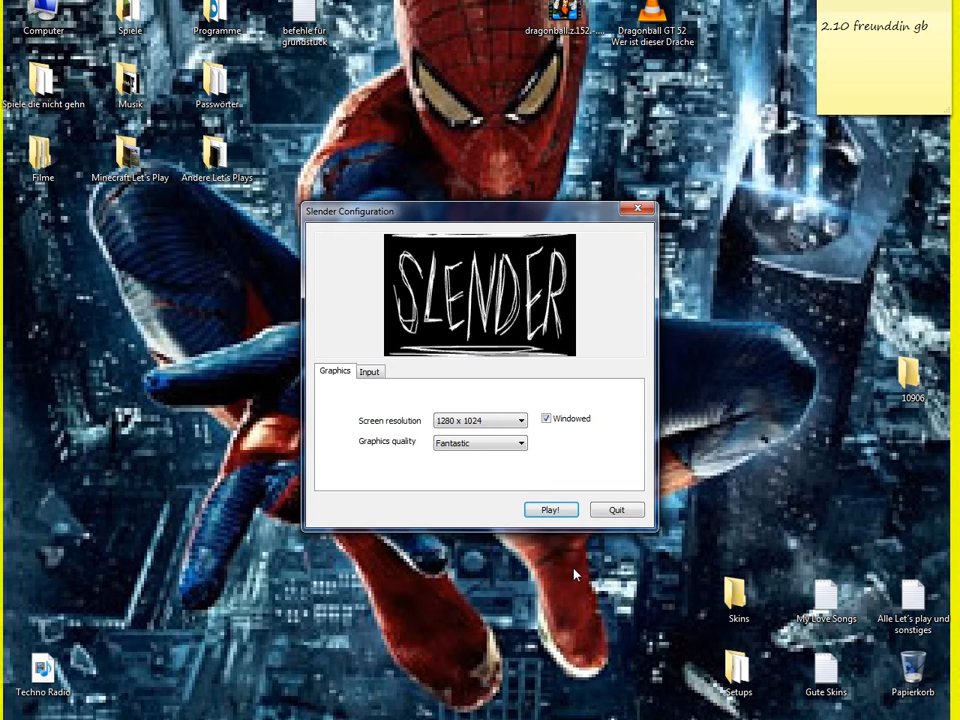 Computer
Spiele
Programme
befehle für
grundstück
dragonball.z.152.-....
Dragonball GT 52
Wer ist dieser Drache
2.10 freunddin gb
Spiele die nicht gehn
Musik
Passwörter
Filme
Minecraft Let's Play
Andere Let's Plays
Slender Configuration
SLENDER
Graphics
Input
Screen resolution
1280 x 1024
Windowed
Graphics quality
Fantastic
Play!
Quit
10906
Skins
My Love Songs
Alle Let's play und
sonstiges
Techno Radio
Setups
Gute Skins
Papierkorb